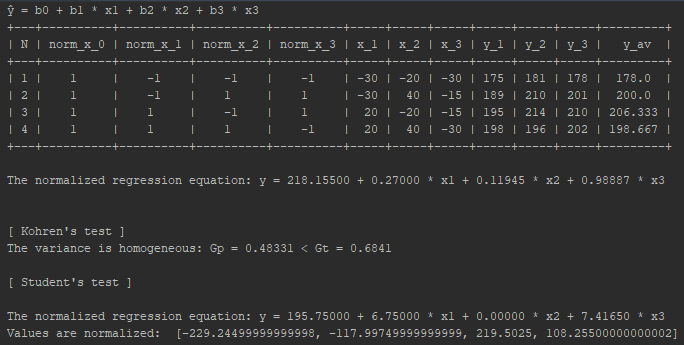 ŷ = b0 + b1 * x1 + b2 * x2 + b3 * x3
+---+----------+----------+----------+----------+-----+-----+-----+-----+-----+-----+---------+
| N | norm_x_0 | norm_x_1 | norm_x_2 | norm_x_3 | x_1 | x_2 | x_3 | y_1 | y_2 | y_3 | y_av |
+---+----------+----------+----------+----------+-----+-----+-----+-----+-----+-----+---------+
| 1 | 1 | -1 | -1 | -1 | -30 | -20 | -30 | 175 | 181 | 178 | 178.0 |
| 2 | 1 | -1 | 1 | 1 | -30 | 40 | -15 | 189 | 210 | 201 | 200.0 |
| 3 | 1 | 1 | -1 | 1 | 20 | -20 | -15 | 195 | 214 | 210 | 206.333 |
| 4 | 1 | 1 | 1 | -1 | 20 | 40 | -30 | 198 | 196 | 202 | 198.667 |
+---+----------+----------+----------+----------+-----+-----+-----+-----+-----+-----+---------+
The normalized regression equation: y = 218.15500 + 0.27000 * x1 + 0.11945 * x2 + 0.98887 * x3
[ Kohren's test ]
The variance is homogeneous: Gp = 0.48331 < Gt = 0.6841
[ Student's test ]
The normalized regression equation: y = 195.75000 + 6.75000 * x1 + 0.00000 * x2 + 7.41650 * x3
Values are normalized: [-229.24499999999998, -117.99749999999999, 219.5025, 108.25500000000002]